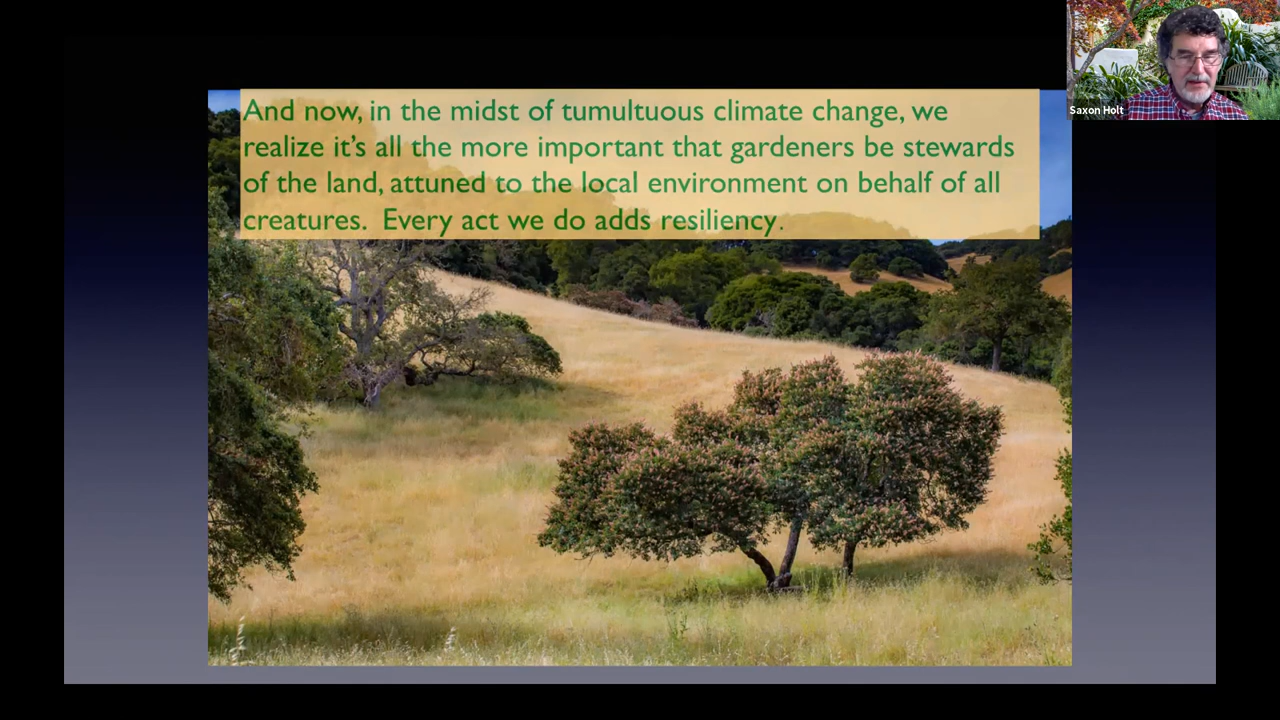 And now, in the midst of tumultuous climate change, we
realize it's all the more important that gardeners be stewards
of the land, attuned to the local environment on behalf of all
creatures.  Every act we do adds resiliency.
Saxon Holt